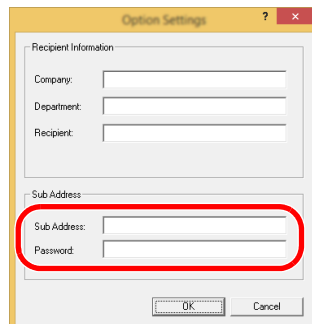 Option Settings
?
×
Recipient Information
Company:
Department:
Recipient:
Sub Address
Sub Address:
Password:
OK
Cancel